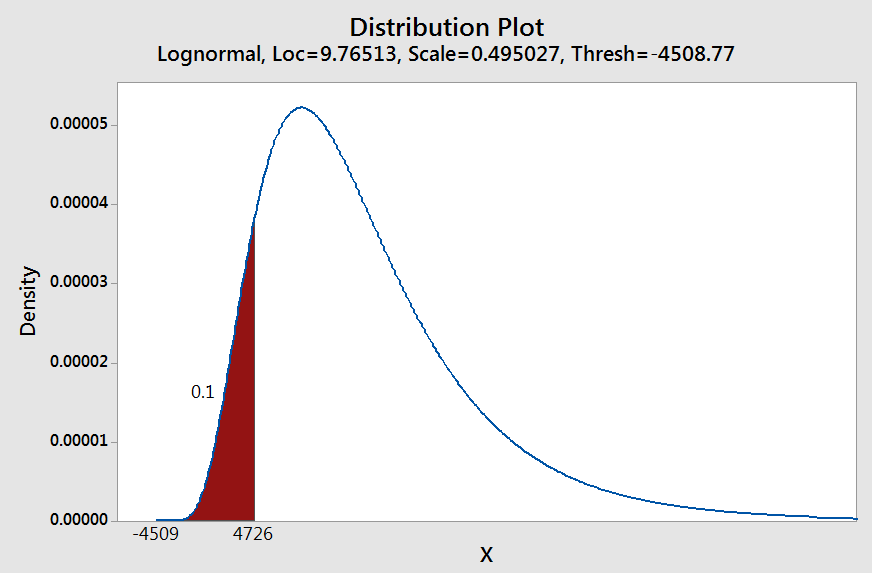 Distribution Plot
Lognormal, Loc=9.76513, Scale=0.495027, Thresh=-4508.77
0.00005
0.00004
0.00003
0.00002
0.00001
0.00000
Density
0.1
-4509
4726
X